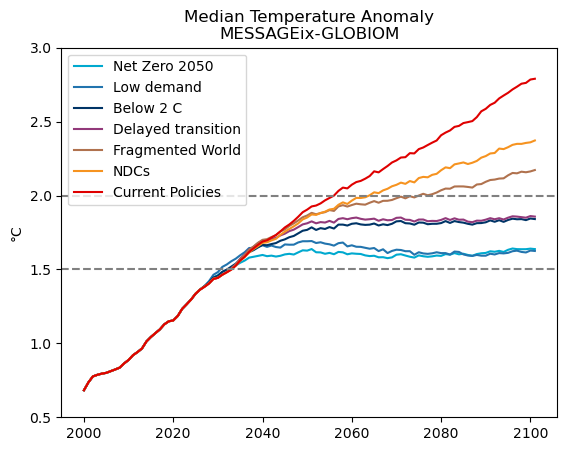 Median Temperature Anomaly
MESSAGEix-GLOBIOM
3.0
2.5
2.0
1.5
1.0
0.5
°C
Net Zero 2050
Low demand
Below 2 C
Delayed transition
Fragmented World
NDCs
Current Policies
2000 2020 2040 2060 2080 2100